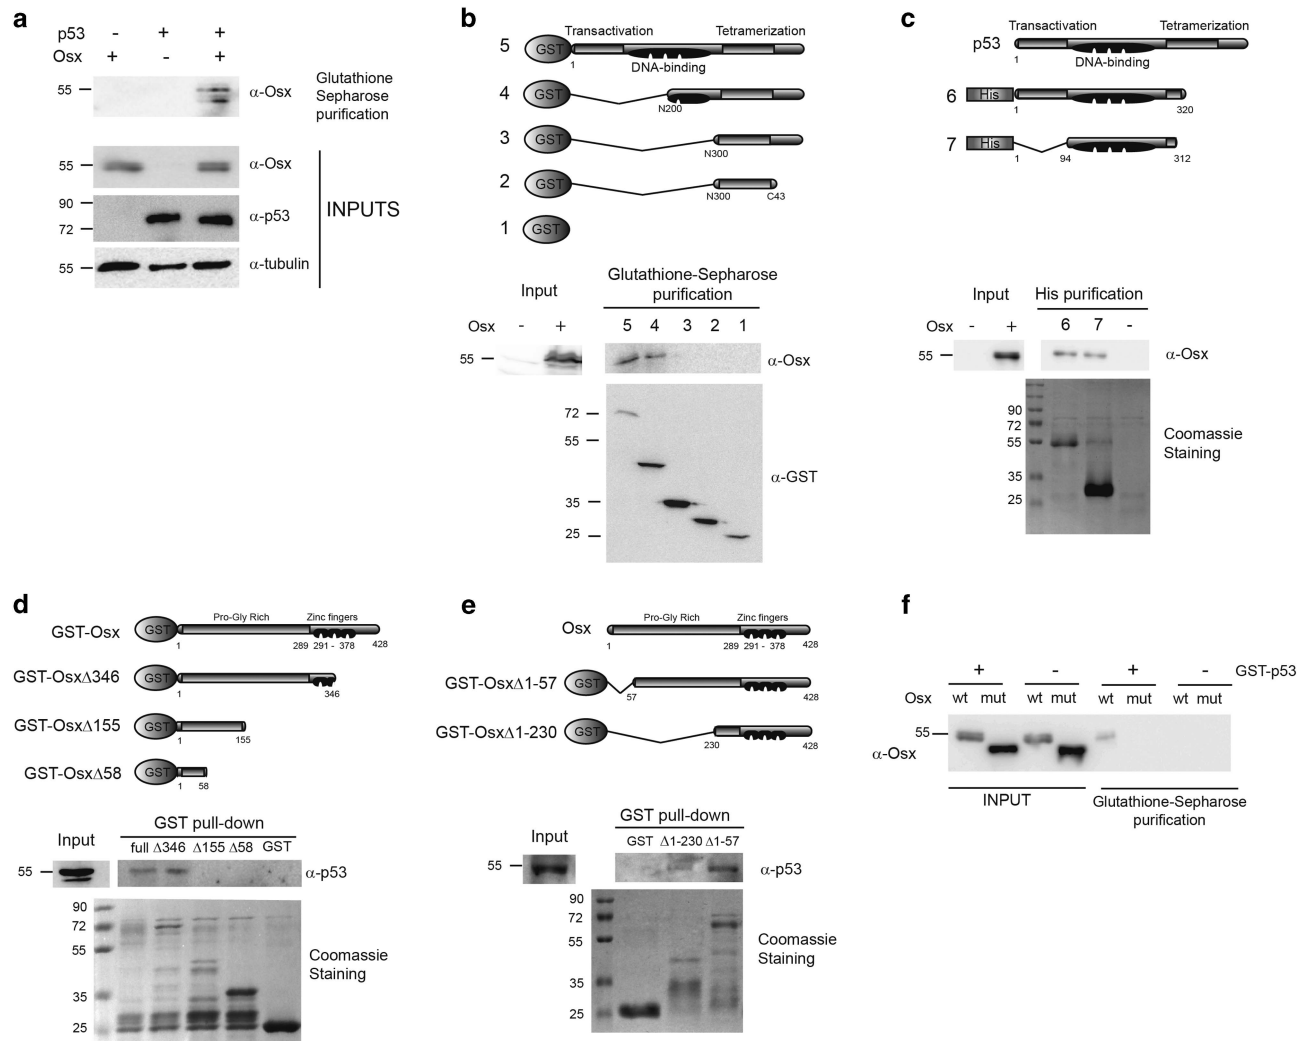 a
p53 - + +
Osx + - +
55
α-Osx
Glutathione
Sepharose
purification
55
α-Osx
90
72
α-p53
55
α-tubulin
INPUTS
b
5 GST Transactivation Tetramerization
1 DNA-binding
4 GST
N200
3 GST
N300
2 GST
N300 C43
1 GST
Input
Glutathione-Sepharose
purification
Osx - + 5 4 3 2 1
55
α-Osx
72
55
35
25
α-GST
c
Transactivation Tetramerization
p53
1 DNA-binding
6 His
1 320
7 His
1 94 312
Input His purification
Osx - + 6 7 -
55
α-Osx
90
72
55
35
25
Coomassie
Staining
d
Pro-Gly Rich Zinc fingers
GST-Osx GST
1 289 291 - 378 428
GST-OsxΔ346 GST
1 346
GST-OsxΔ155 GST
1 155
GST-OsxΔ58 GST
1 58
Input GST pull-down
full Δ346 Δ155 Δ58 GST
55
α-p53
90
72
55
35
25
Coomassie
Staining
e
Pro-Gly Rich Zinc fingers
Osx
1 289 291 - 378 428
GST-OsxΔ1-57 GST
57 428
GST-OsxΔ1-230 GST
230 428
Input GST pull-down
GST Δ1-230 Δ1-57
55
α-p53
90
72
55
35
25
Coomassie
Staining
f
+ - + - GST-p53
Osx wt mut wt mut wt mut wt mut
55
α-Osx
INPUT Glutathione-Sepharose
purification